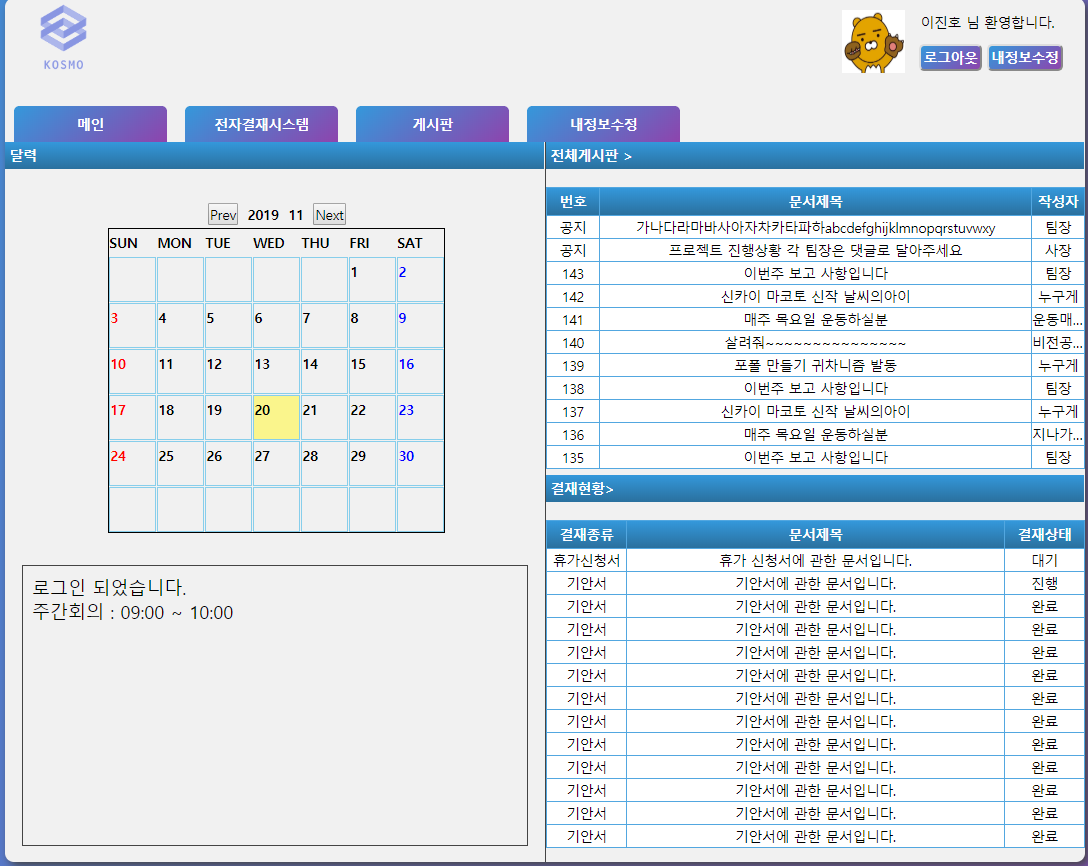 KOSMO
이진호 님 환영합니다.
로그아웃 내정보수정
메인 전자결재시스템 게시판 내정보수정
달력
Prev 2019 11 Next
SUN MON TUE WED THU FRI SAT
1 2
3 4 5 6 7 8 9
10 11 12 13 14 15 16
17 18 19 20 21 22 23
24 25 26 27 28 29 30
로그인 되었습니다.
주간회의 : 09:00 ~ 10:00
전체게시판 >
번호 문서제목 작성자
공지 가나다라마바사아자차카타파하abcdefghijklmnopqrstuvwxy 팀장
공지 프로젝트 진행상황 각 팀장은 댓글로 달아주세요 사장
143 이번주 보고 사항입니다 팀장
142 신카이 마코토 신작 날씨의아이 누구게
141 매주 목요일 운동하실분 운동매...
140 살려줘~~~~~~~~~~~~~~~ 비전공...
139 포폴 만들기 귀차니즘 발동 누구게
138 이번주 보고 사항입니다 팀장
137 신카이 마코토 신작 날씨의아이 누구게
136 매주 목요일 운동하실분 지나가...
135 이번주 보고 사항입니다 팀장
결재현황>
결재종류 문서제목 결재상태
휴가신청서 휴가 신청서에 관한 문서입니다. 대기
기안서 기안서에 관한 문서입니다. 진행
기안서 기안서에 관한 문서입니다. 완료
기안서 기안서에 관한 문서입니다. 완료
기안서 기안서에 관한 문서입니다. 완료
기안서 기안서에 관한 문서입니다. 완료
기안서 기안서에 관한 문서입니다. 완료
기안서 기안서에 관한 문서입니다. 완료
기안서 기안서에 관한 문서입니다. 완료
기안서 기안서에 관한 문서입니다. 완료
기안서 기안서에 관한 문서입니다. 완료
기안서 기안서에 관한 문서입니다. 완료
기안서 기안서에 관한 문서입니다. 완료